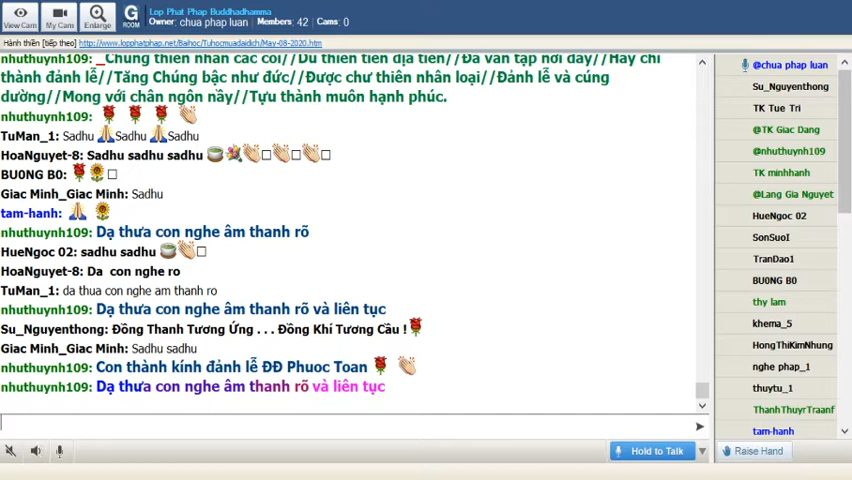 Lop Phat Phap Buddhadhamma
Owner: chua phap luan Members: 42 Cams: 0
View Cam
My Cams
Enlarge
G
ROOM
Hành thiền [tiếp theo] http://www.lopphatphap.net/Baihoc/Tuhocmuadaidich/May-08-2020.htm
nhuthuynh109: _Chung thiên nhân các cõi//Dù thiên tiên địa tiên//Đã vân tập nơi đây//Hãy chí
thành đảnh lễ//Tăng Chúng bậc như đức//Được chư thiên nhân loại//Đảnh lễ và cúng
dường//Mong với chân ngôn nầy//Tựu thành muôn hạnh phúc.
nhuthuynh109:
TuMan_1: Sadhu Sadhu Sadhu
HoaNguyet-8: Sadhu sadhu sadhu
BU0NG B0:
Giac Minh_Giac Minh: Sadhu
tam-hanh:
nhuthuynh109: Dạ thưa con nghe âm thanh rõ
HueNgoc 02: sadhu sadhu
HoaNguyet-8: Da con nghe ro
TuMan_1: da thua con nghe am thanh ro
nhuthuynh109: Dạ thưa con nghe âm thanh rõ và liên tục
Su_Nguyenthong: Đồng Thanh Tương Ứng . . . Đồng Khí Tương Cầu !
Giac Minh_Giac Minh: Sadhu sadhu
nhuthuynh109: Con thành kính đảnh lễ ĐĐ Phuoc Toan
nhuthuynh109: Dạ thưa con nghe âm thanh rõ và liên tục
Hold to Talk
@chua phap luan
Su_Nguyenthong
TK Tue Tri
@TK Giac Dang
@nhuthuynh109
TK minhhanh
@Lang Gia Nguyet
HueNgoc 02
SonSuoI
TranDao1
BU0NG B0
thy lam
khema_5
HongThiKimNhung
nghe phap_1
thuytu_1
ThanhThuyrTraanf
tam-hanh
Raise Hand